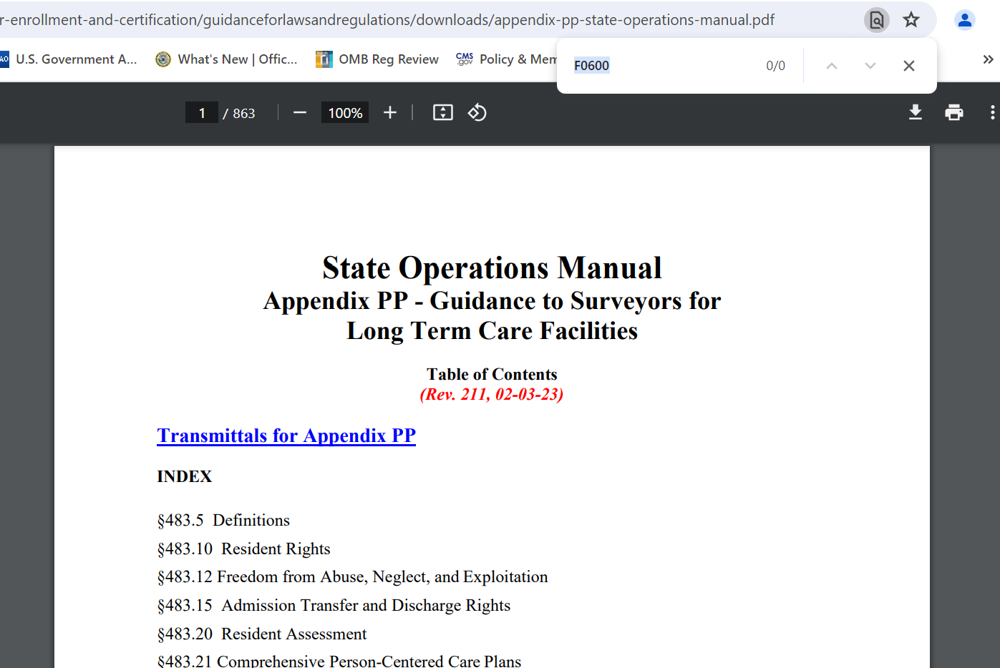 r-enrollment-and-certification/guidanceforlawsandregulations/downloads/appendix-pp-state-operations-manual.pdf
AO U.S. Government A... What's New | Offic... OMB Reg Review CMS.gov Policy & Mem
F0600 0/0
1 / 863 100%
State Operations Manual
Appendix PP - Guidance to Surveyors for
Long Term Care Facilities
Table of Contents
(Rev. 211, 02-03-23)
Transmittals for Appendix PP
INDEX
§483.5 Definitions
§483.10 Resident Rights
§483.12 Freedom from Abuse, Neglect, and Exploitation
§483.15 Admission Transfer and Discharge Rights
§483.20 Resident Assessment
§483.21 Comprehensive Person-Centered Care Plans